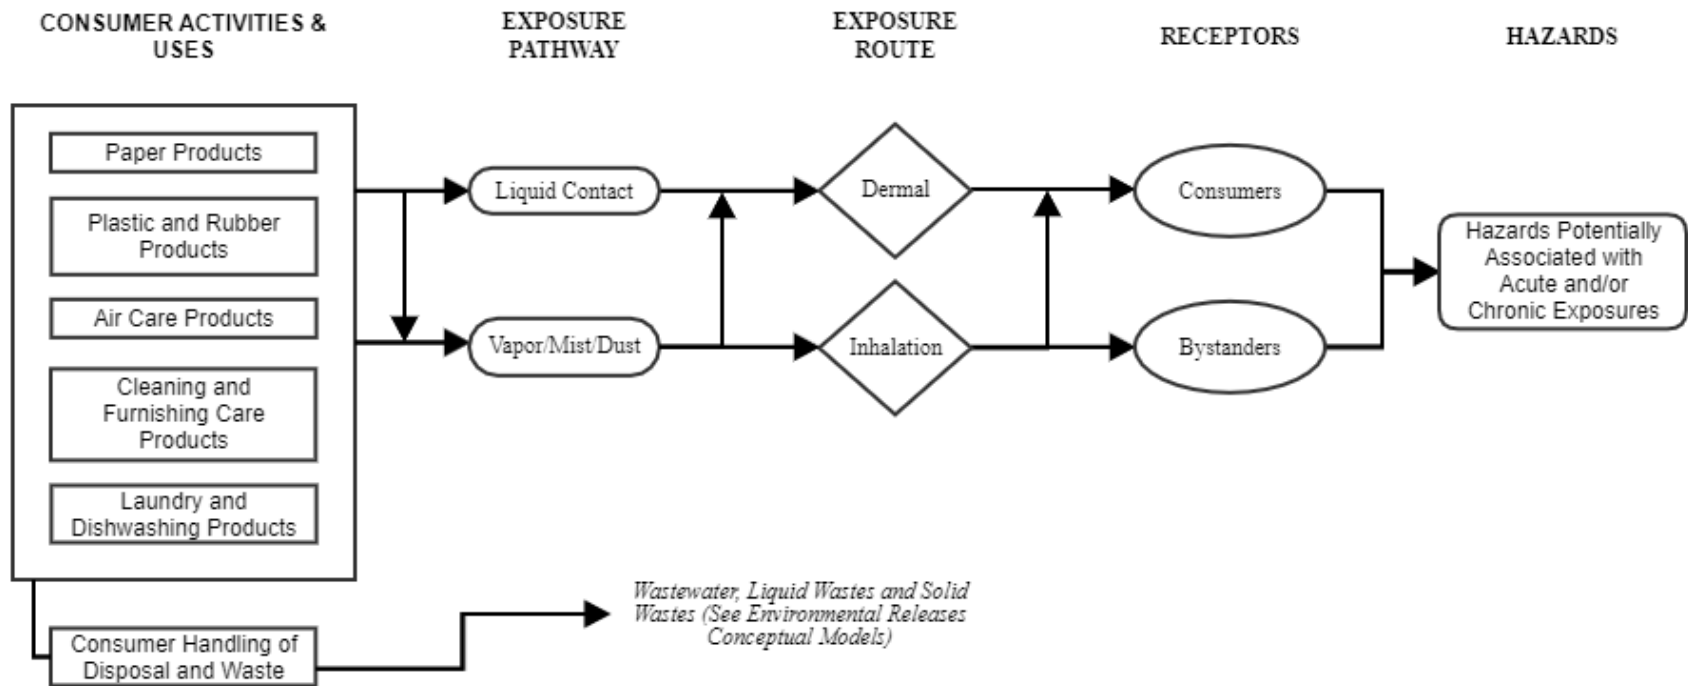 CONSUMER ACTIVITIES &
USES
EXPOSURE
PATHWAY
EXPOSURE
ROUTE
RECEPTORS
HAZARDS
Paper Products
Plastic and Rubber
Products
Air Care Products
Cleaning and
Furnishing Care
Products
Laundry and
Dishwashing Products
Consumer Handling of
Disposal and Waste
Liquid Contact
Vapor/Mist/Dust
Dermal
Inhalation
Consumers
Bystanders
Hazards Potentially
Associated with
Acute and/or
Chronic Exposures
Wastewater, Liquid Wastes and Solid
Wastes (See Environmental Releases
Conceptual Models)